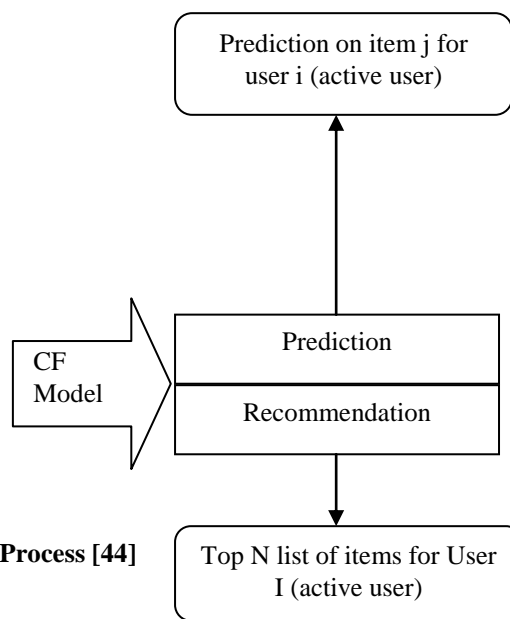 Prediction on item j for
user i (active user)
Prediction
CF
Model
Recommendation
Process [44]
Top N list of items for User
I (active user)